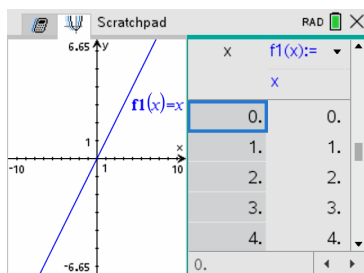 Scratchpad RAD
6.65 y
f1(x)=x
1
x
-10 1 10
-6.65
x f1(x):=
x
0. 0.
1. 1.
2. 2.
3. 3.
4. 4.
0.